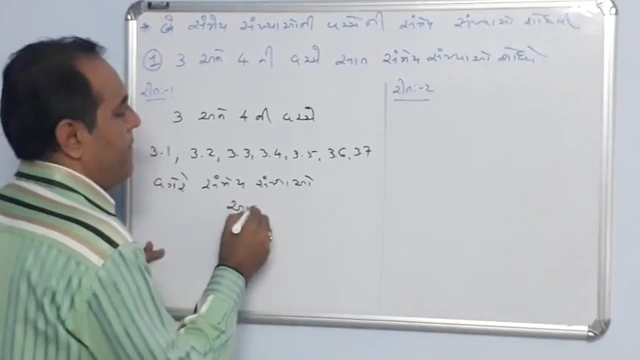 * બે સંમેય સંખ્યાઓની વચ્ચેની સંમેય સંખ્યાઓ શોધવી
① 3 અને 4 ની વચ્ચે સાત સંમેય સંખ્યાઓ શોધો
રીત:-1
3 અને 4 ની વચ્ચે
3.1, 3.2, 3.3, 3.4, 3.5, 3.6, 3.7
વગેરે સંમેય સંખ્યાઓ
રીત:-2